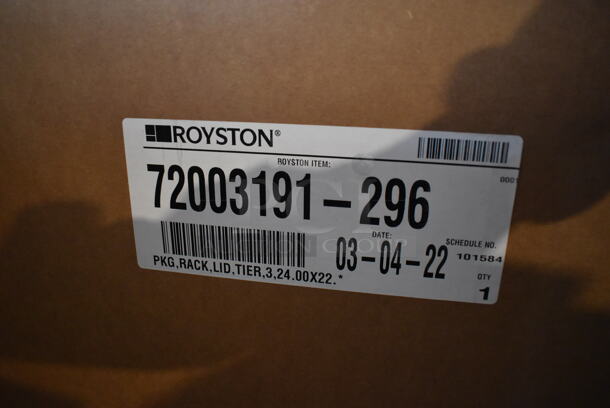 ROYSTON®
ROYSTON ITEM:
0001
72003191-296
DATE:
03-04-22
SCHEDULE NO.
101584
PKG,RACK,LID,TIER,3,24.00X22.*
QTY
1